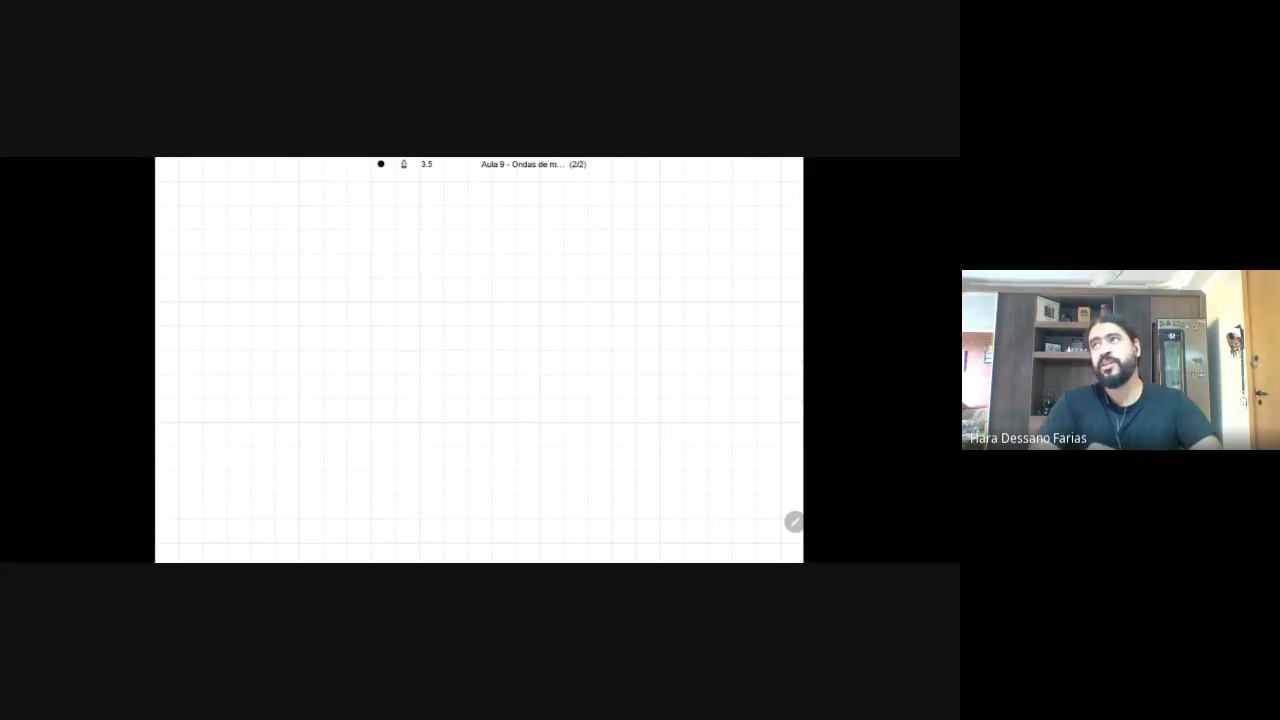 3.5 Aula 9 - Ondas de m... (2/2)
Hara Dessano Farias